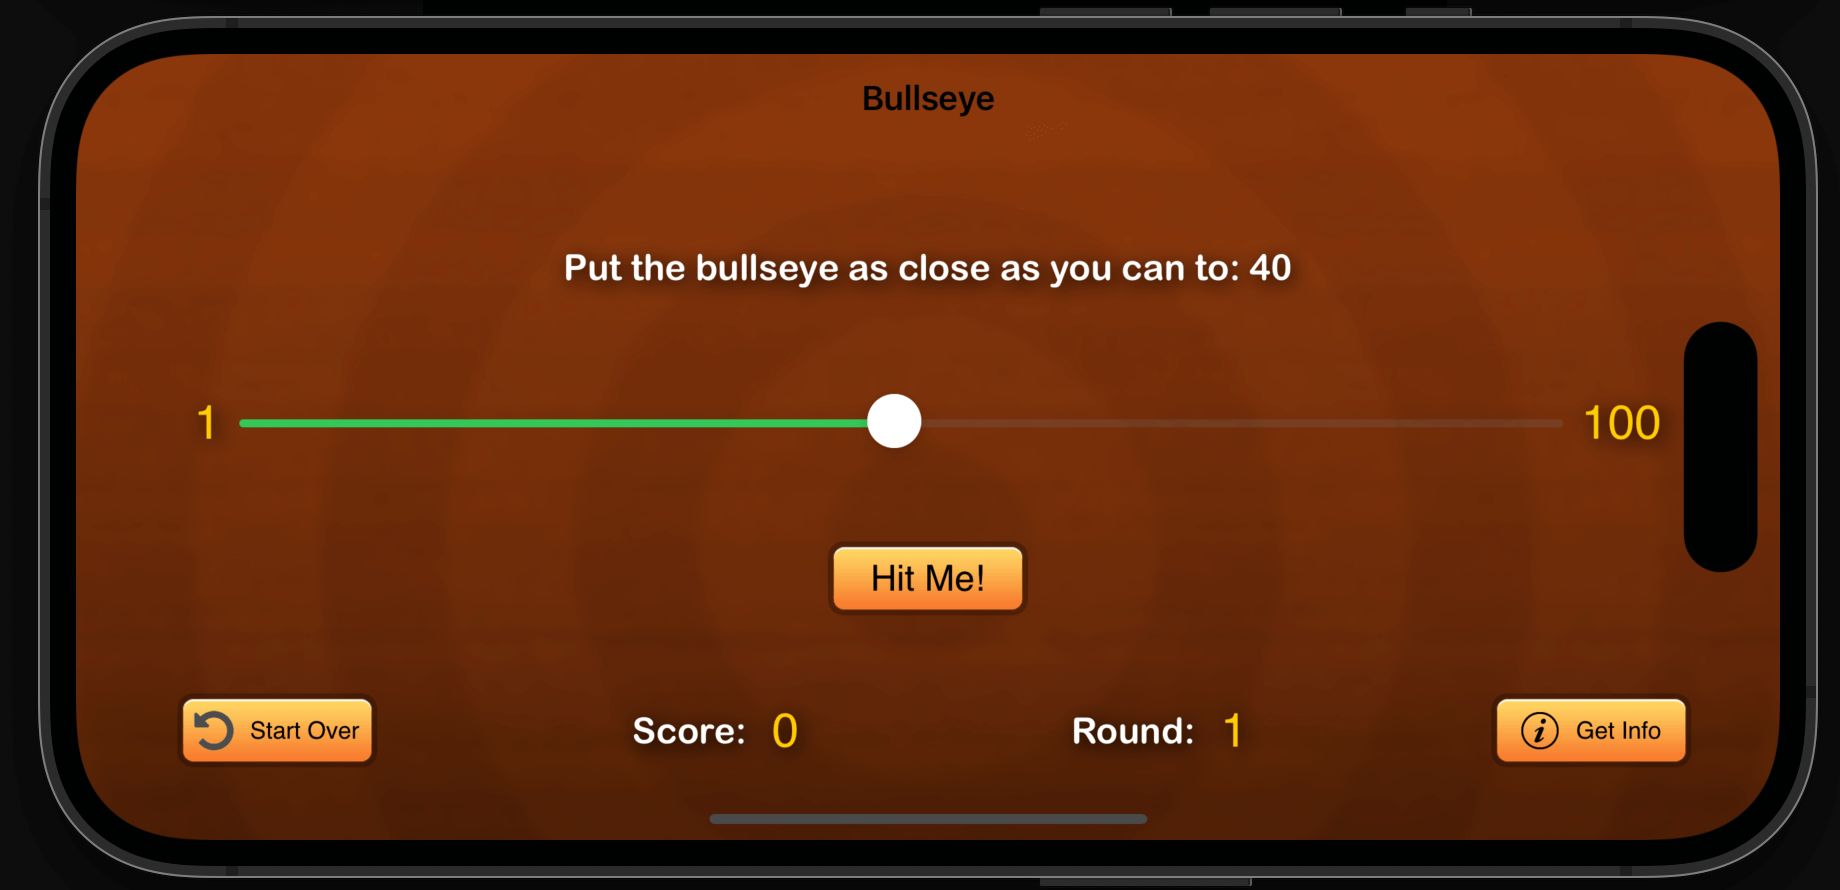 Bullseye
Put the bullseye as close as you can to: 40
1 100
Hit Me!
Start Over Score: 0 Round: 1 Get Info